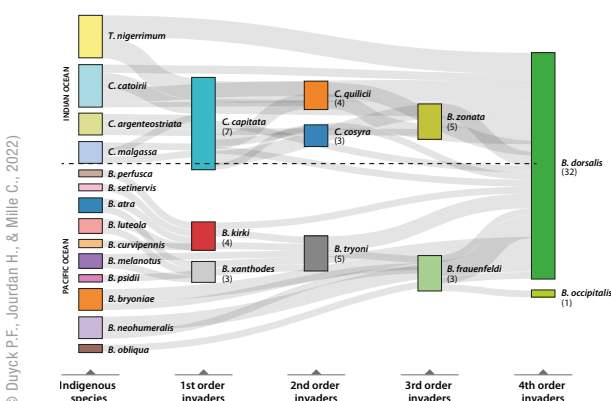 © Duyck P.F., Jourdan H., & Mille C., 2022)
INDIAN OCEAN
PACIFIC OCEAN
T. nigerrimum
C. catoirii
C. argenteostriata
C. malgassa
B. perfusca
B. setinervis
B. atra
B. luteola
B. curvipennis
B. melanotus
B. psidii
B. bryoniae
B. neohumeralis
B. obliqua
C. capitata
(7)
B. kirki
(4)
B. xanthodes
(3)
C. quilicii
(4)
C. cosyra
(3)
B. tryoni
(5)
B. zonata
(5)
B. frauenfeldi
(3)
B. dorsalis
(32)
B. occipitalis
(1)
Indigenous
species
1st order
invaders
2nd order
invaders
3rd order
invaders
4th order
invaders